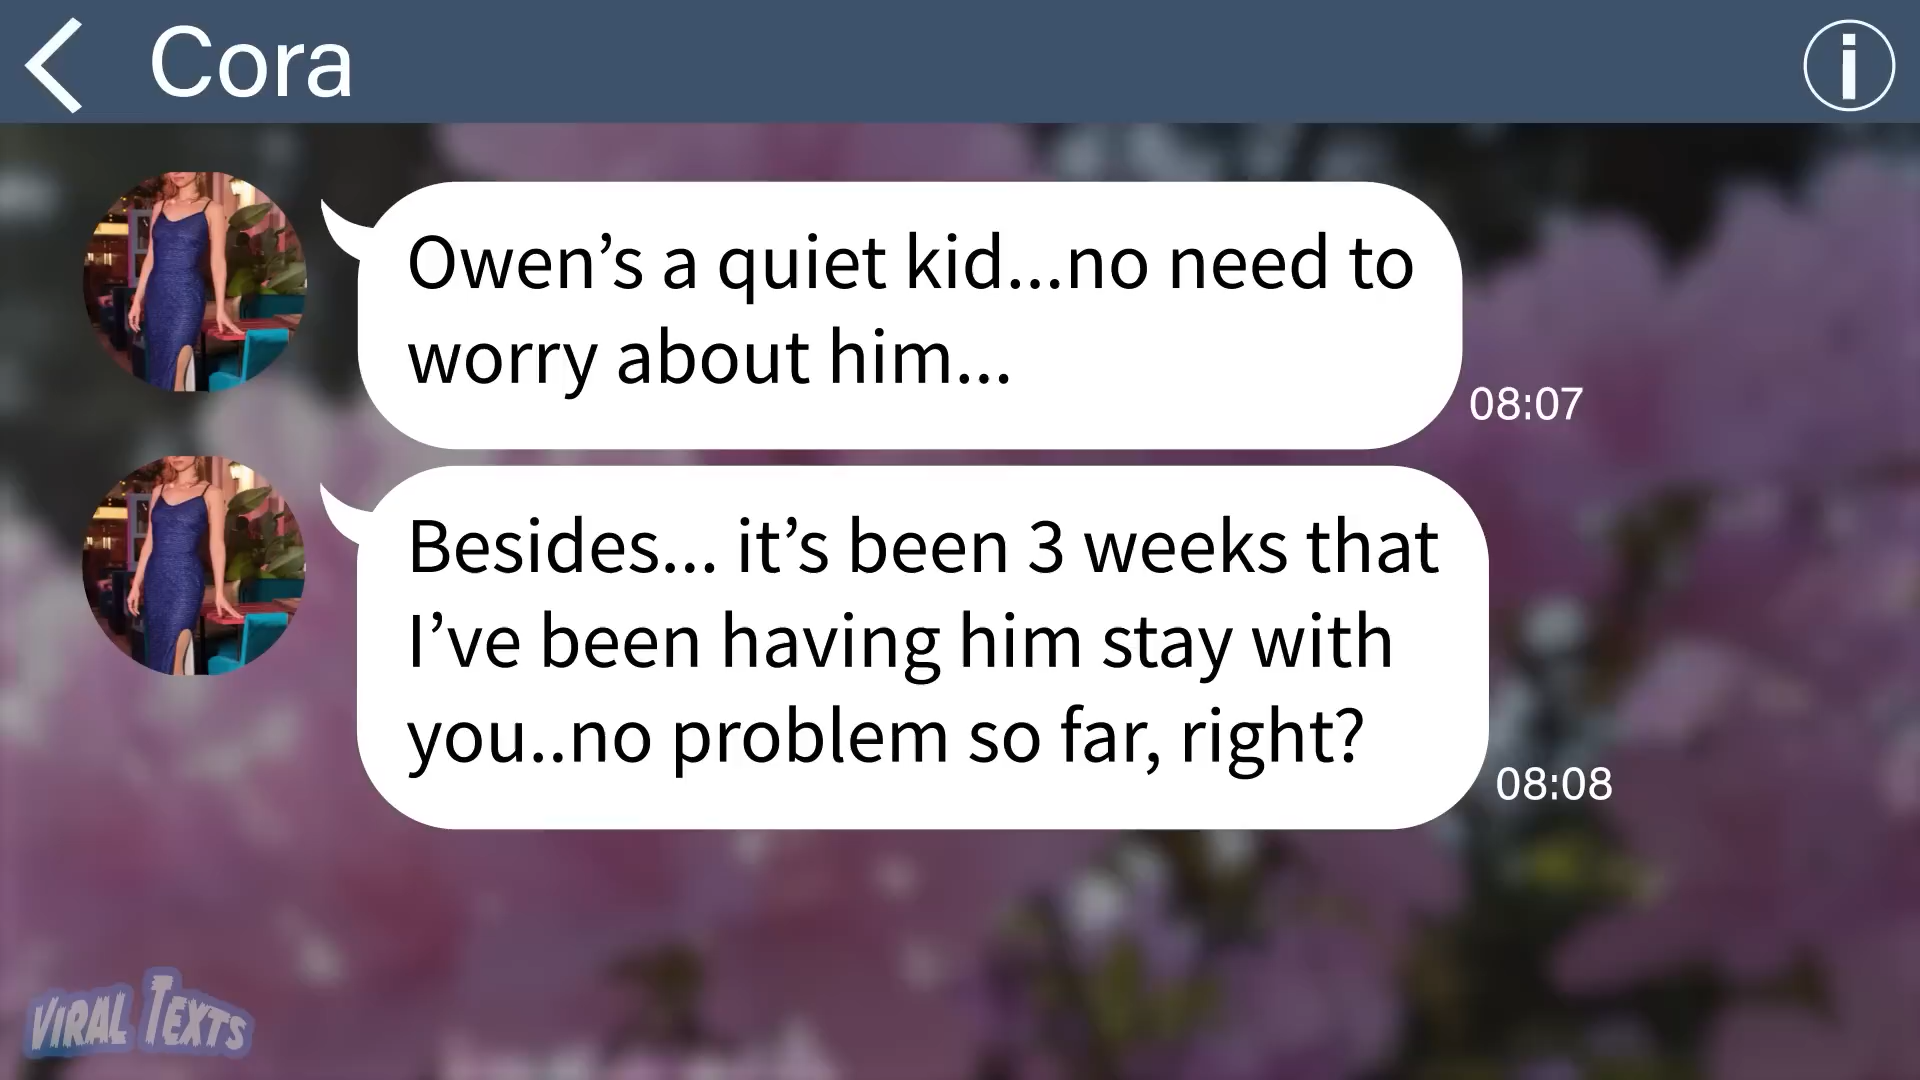 Cora
Owen’s a quiet kid...no need to
worry about him...
08:07
Besides... it’s been 3 weeks that
I’ve been having him stay with
you..no problem so far, right?
08:08
VIRAL TEXTS